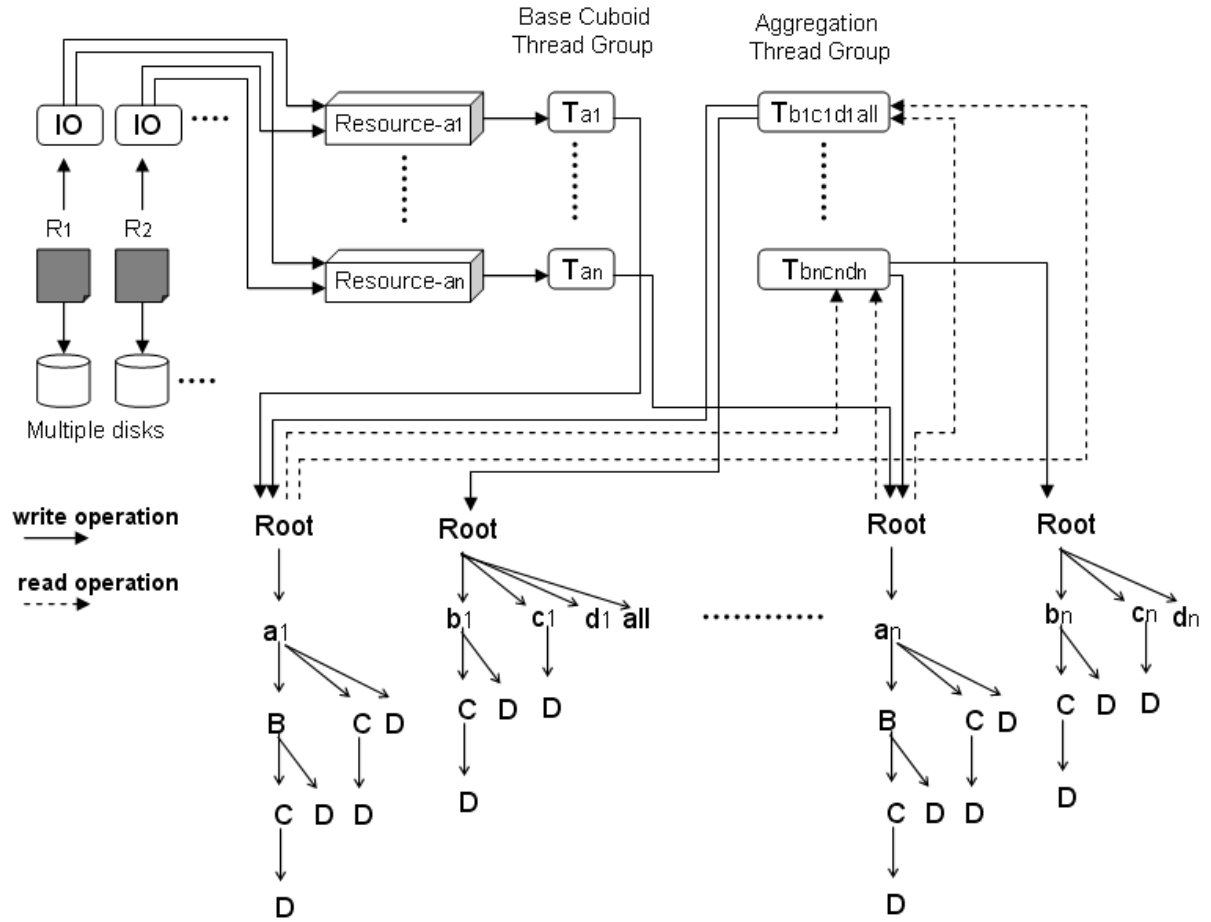 Base Cuboid
Thread Group
Aggregation
Thread Group
IO IO ....
Resource-a1
Ta1
Tb1c1d1all
R1 R2
Resource-an
Tan
Tbncndn
....
Multiple disks
write operation
read operation
Root Root Root Root
a1 b1 c1 d1 all an bn cn dn
B C D C D D B C D C D D
C D D D C D D D
D D